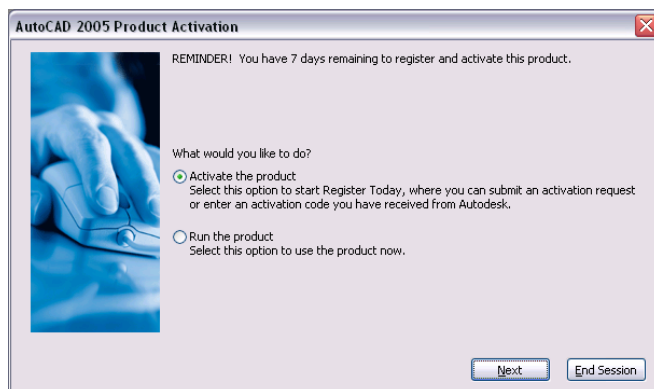 AutoCAD 2005 Product Activation
REMINDER! You have 7 days remaining to register and activate this product.
What would you like to do?
Activate the product
Select this option to start Register Today, where you can submit an activation request
or enter an activation code you have received from Autodesk.
Run the product
Select this option to use the product now.
Next
End Session